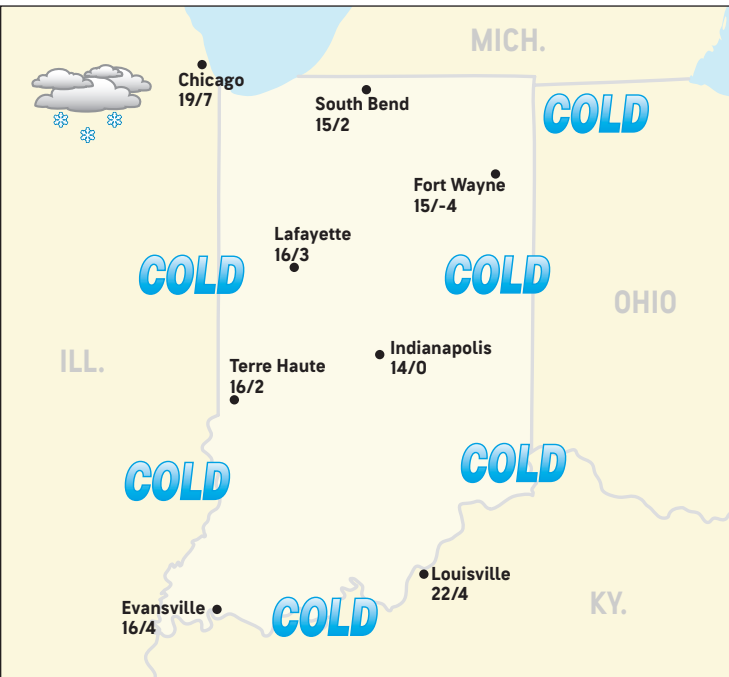 MICH.
Chicago
19/7
South Bend
15/2
COLD
Fort Wayne
15/-4
Lafayette
16/3
COLD
COLD
OHIO
ILL.
Indianapolis
14/0
Terre Haute
16/2
COLD
COLD
Louisville
22/4
Evansville
16/4
COLD
KY.